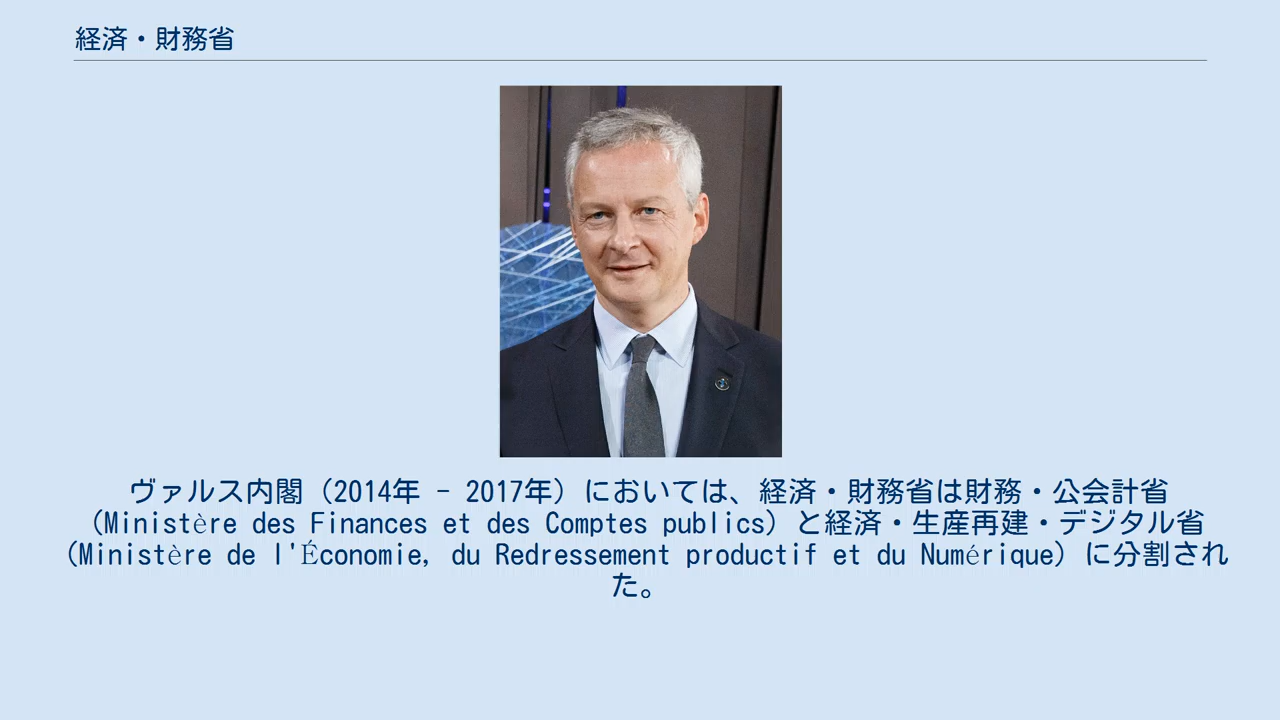 経済・財務省
ヴァルス内閣（2014年 - 2017年）においては、経済・財務省は財務・公会計省
（Ministère des Finances et des Comptes publics）と経済・生産再建・デジタル省
（Ministère de l'Économie, du Redressement productif et du Numérique）に分割され
た。